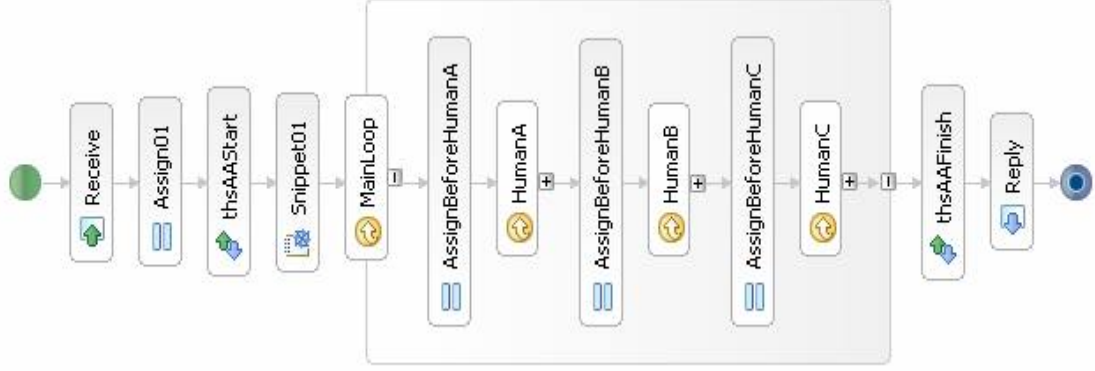 Receive
Assign01
thsAAStart
Snippet01
MainLoop
AssignBeforeHumanA
HumanA
AssignBeforeHumanB
HumanB
AssignBeforeHumanC
HumanC
thsAAFinish
Reply